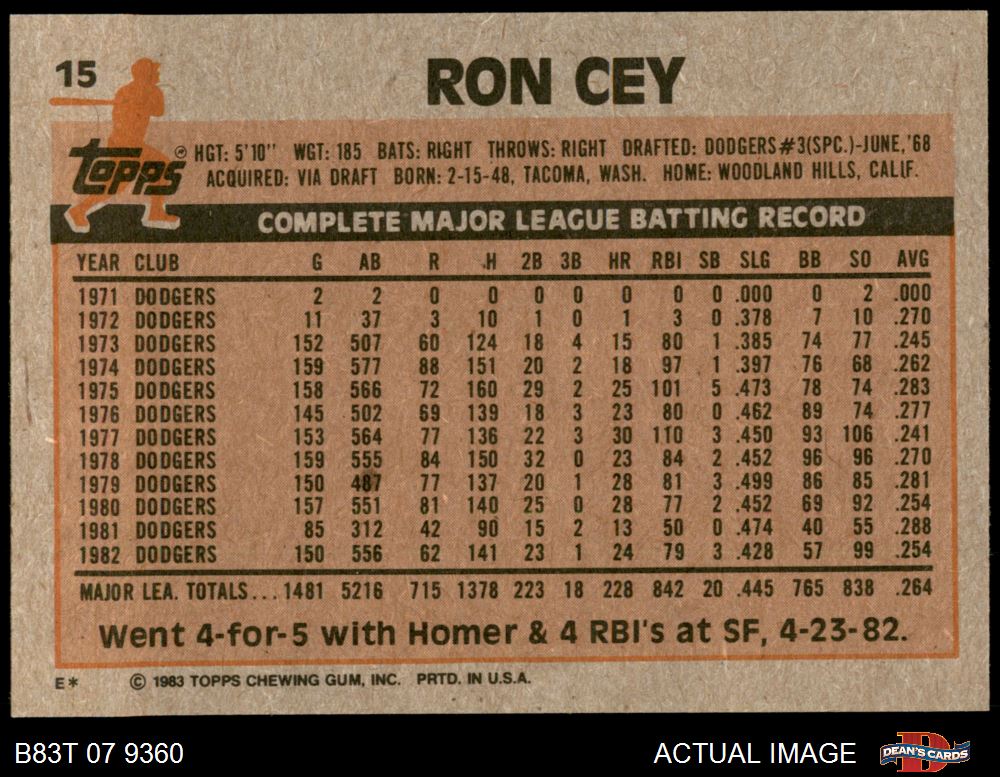 15
RON CEY
TOPPS ®
HGT: 5'10" WGT: 185 BATS: RIGHT THROWS: RIGHT DRAFTED: DODGERS #3(SPC.)-JUNE,'68
ACQUIRED: VIA DRAFT BORN: 2-15-48, TACOMA, WASH. HOME: WOODLAND HILLS, CALIF.
COMPLETE MAJOR LEAGUE BATTING RECORD
YEAR CLUB G AB R H 2B 3B HR RBI SB SLG BB SO AVG
1971 DODGERS 2 2 0 0 0 0 0 0 0 .000 0 2 .000
1972 DODGERS 11 37 3 10 1 0 1 3 0 .378 7 10 .270
1973 DODGERS 152 507 60 124 18 4 15 80 1 .385 74 77 .245
1974 DODGERS 159 577 88 151 20 2 18 97 1 .397 76 68 .262
1975 DODGERS 158 566 72 160 29 2 25 101 5 .473 78 74 .283
1976 DODGERS 145 502 69 139 18 3 23 80 0 .462 89 74 .277
1977 DODGERS 153 564 77 136 22 3 30 110 3 .450 93 106 .241
1978 DODGERS 159 555 84 150 32 0 23 84 2 .452 96 96 .270
1979 DODGERS 150 487 77 137 20 1 28 81 3 .499 86 85 .281
1980 DODGERS 157 551 81 140 25 0 28 77 2 .452 69 92 .254
1981 DODGERS 85 312 42 90 15 2 13 50 0 .474 40 55 .288
1982 DODGERS 150 556 62 141 23 1 24 79 3 .428 57 99 .254
MAJOR LEA. TOTALS... 1481 5216 715 1378 223 18 228 842 20 .445 765 838 .264
Went 4-for-5 with Homer & 4 RBI's at SF, 4-23-82.
E* © 1983 TOPPS CHEWING GUM, INC. PRTD. IN U.S.A.
B83T 07 9360
ACTUAL IMAGE
DEAN'S CARDS